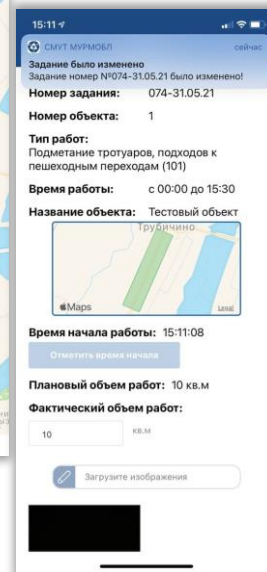 15:11
СМУТ МУРМОБЛ сейчас
Задание было изменено
Задание номер №074-31.05.21 было изменено!
Номер задания: 074-31.05.21
Номер объекта: 1
Тип работ:
Подметание тротуаров, подходов к
пешеходным переходам (101)
Время работы: с 00:00 до 15:30
Название объекта: Тестовый объект
Трубичино
Maps Legal
Время начала работы: 15:11:08
Отметить время начала
Плановый объем работ: 10 кв.м
Фактический объем работ:
10 кв.м
Загрузите изображения